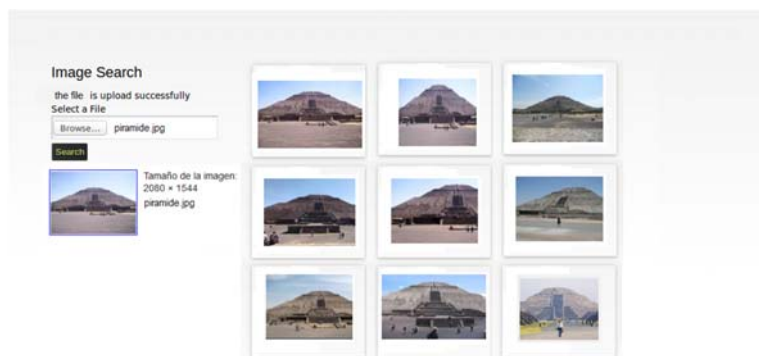 Image Search
the file is upload successfully
Select a File
Browse... piramide.jpg
Search
Tamaño de la imagen:
2080 × 1544
piramide.jpg